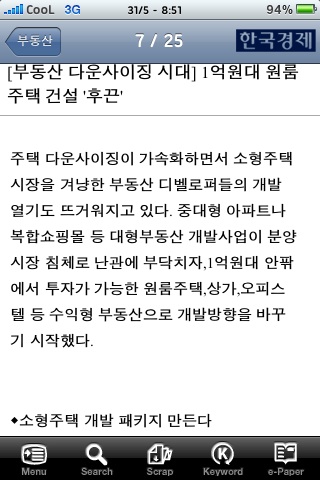 CooL 3G 31/5 - 8:51 94%
부동산 7 / 25 한국경제
[부동산 다운사이징 시대] 1억원대 원룸
주택 건설 '후끈'
주택 다운사이징이 가속화하면서 소형주택
시장을 겨냥한 부동산 디벨로퍼들의 개발
열기도 뜨거워지고 있다. 중대형 아파트나
복합쇼핑몰 등 대형부동산 개발사업이 분양
시장 침체로 난관에 부닥치자,1억원대 안팎
에서 투자가 가능한 원룸주택,상가,오피스
텔 등 수익형 부동산으로 개발방향을 바꾸
기 시작했다.
◆소형주택 개발 패키지 만든다
Menu Search Scrap Keyword e-Paper